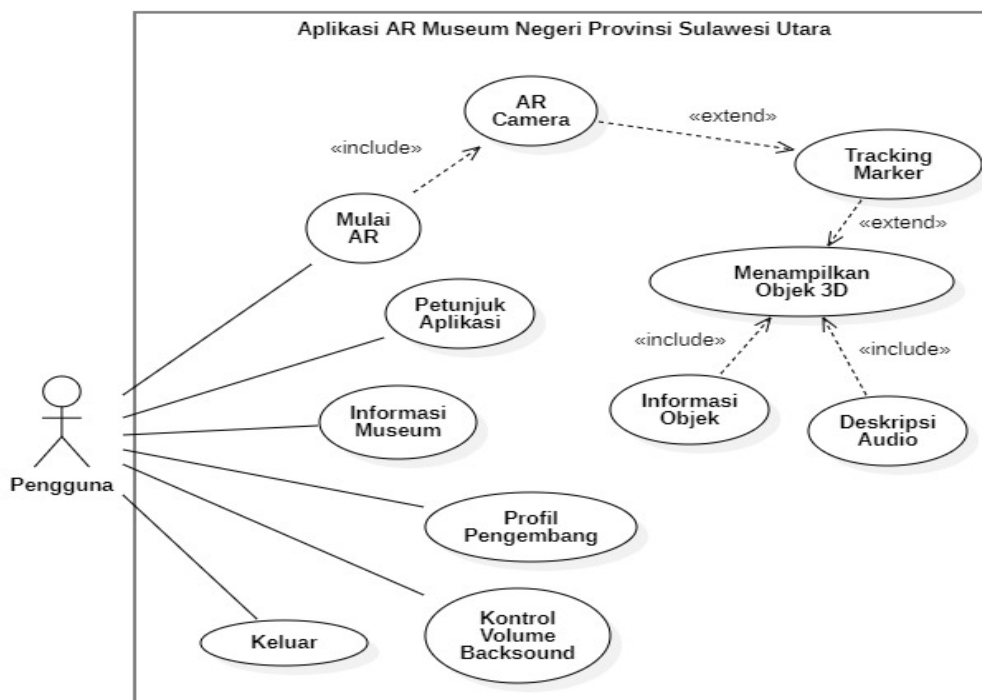 Aplikasi AR Museum Negeri Provinsi Sulawesi Utara
AR
Camera
«extend»
«include»
Tracking
Marker
Mulai
AR
«extend»
Menampilkan
Objek 3D
Petunjuk
Aplikasi
«include»
«include»
Informasi
Objek
Deskripsi
Audio
Informasi
Museum
Pengguna
Profil
Pengembang
Kontrol
Volume
Backsound
Keluar